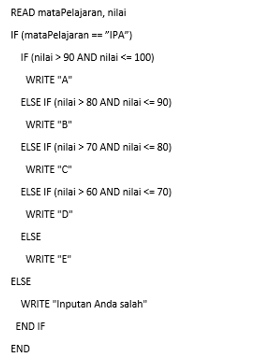 READ mataPelajaran, nilai
IF (mataPelajaran == ”IPA”)
IF (nilai > 90 AND nilai <= 100)
WRITE "A"
ELSE IF (nilai > 80 AND nilai <= 90)
WRITE "B"
ELSE IF (nilai > 70 AND nilai <= 80)
WRITE "C"
ELSE IF (nilai > 60 AND nilai <= 70)
WRITE "D"
ELSE
WRITE "E"
ELSE
WRITE "Inputan Anda salah"
END IF
END